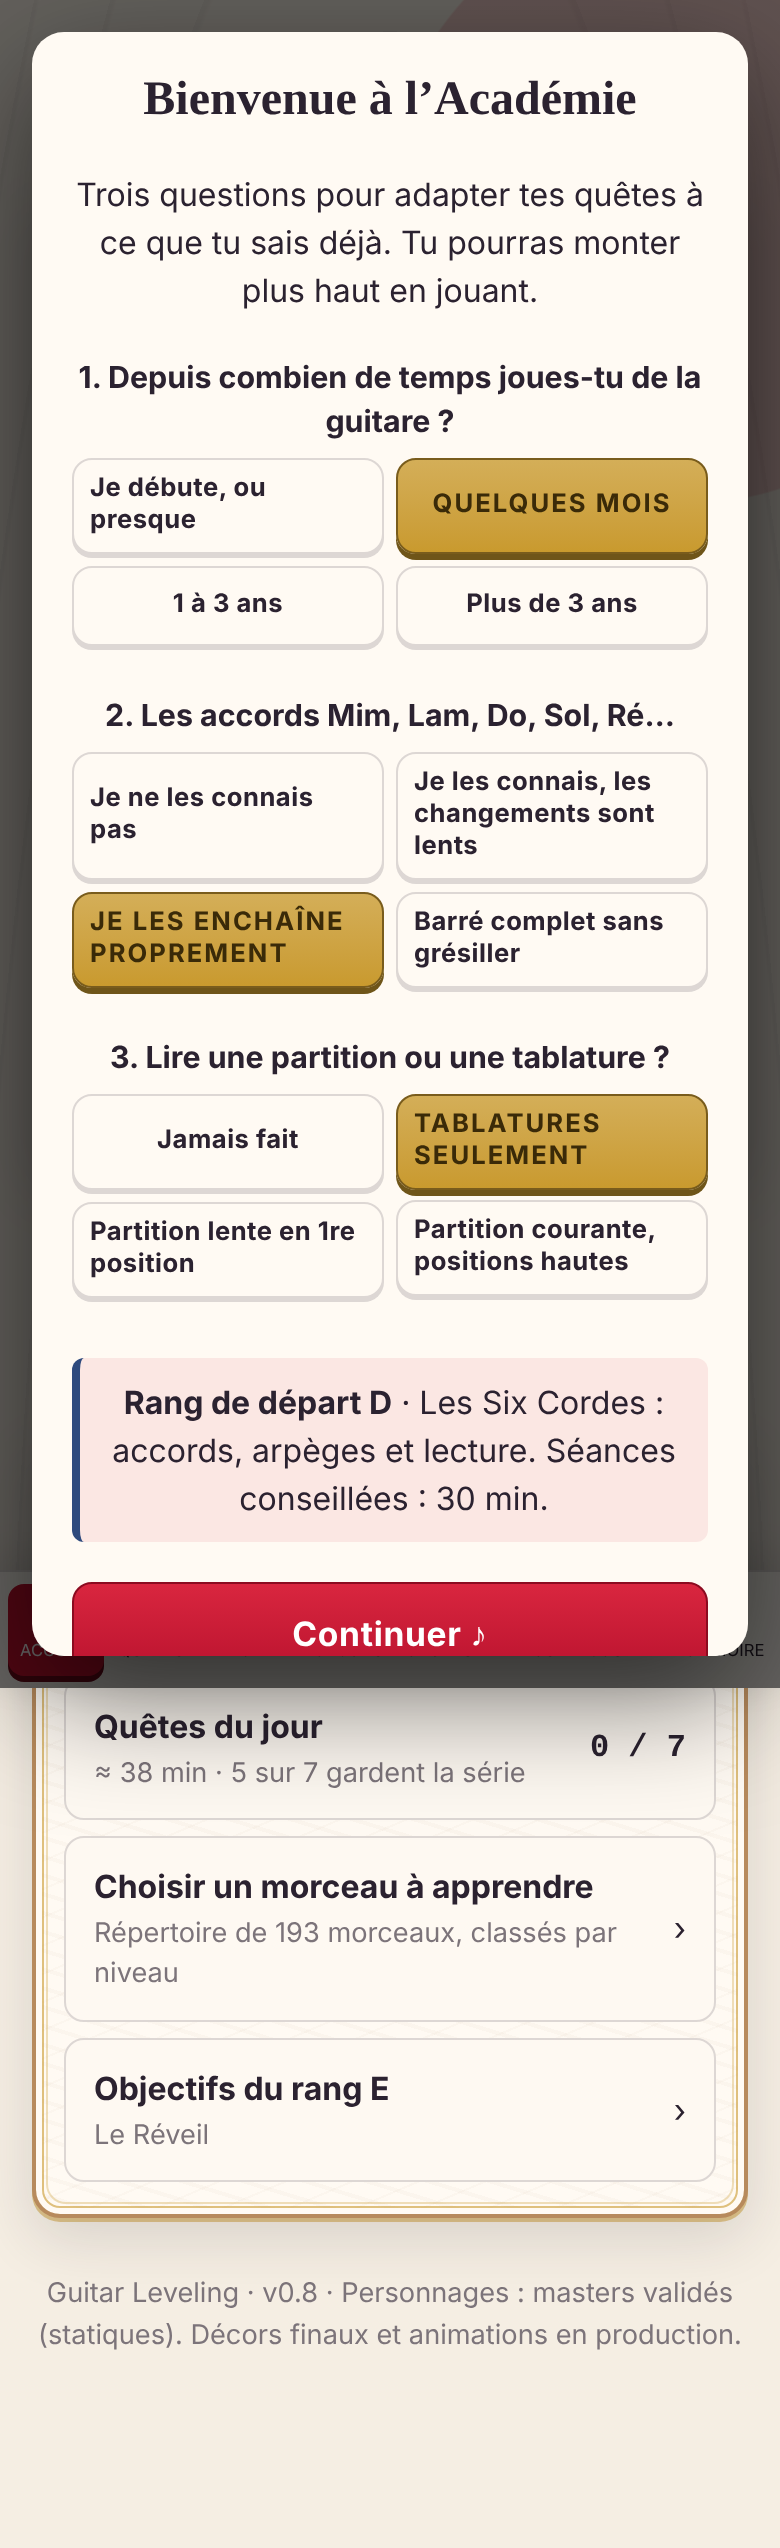 Bienvenue à l’Académie
Trois questions pour adapter tes quêtes à
ce que tu sais déjà. Tu pourras monter
plus haut en jouant.
1. Depuis combien de temps joues-tu de la
guitare ?
Je débute, ou
presque
QUELQUES MOIS
1 à 3 ans
Plus de 3 ans
2. Les accords Mim, Lam, Do, Sol, Ré…
Je ne les connais
pas
Je les connais, les
changements sont
lents
JE LES ENCHAÎNE
PROPREMENT
Barré complet sans
grésiller
3. Lire une partition ou une tablature ?
Jamais fait
TABLATURES
SEULEMENT
Partition lente en 1re
position
Partition courante,
positions hautes
Rang de départ D · Les Six Cordes :
accords, arpèges et lecture. Séances
conseillées : 30 min.
Continuer ♪
Quêtes du jour
≈ 38 min · 5 sur 7 gardent la série
0 / 7
Choisir un morceau à apprendre
Répertoire de 193 morceaux, classés par
niveau
›
Objectifs du rang E
Le Réveil
›
Guitar Leveling · v0.8 · Personnages : masters validés
(statiques). Décors finaux et animations en production.